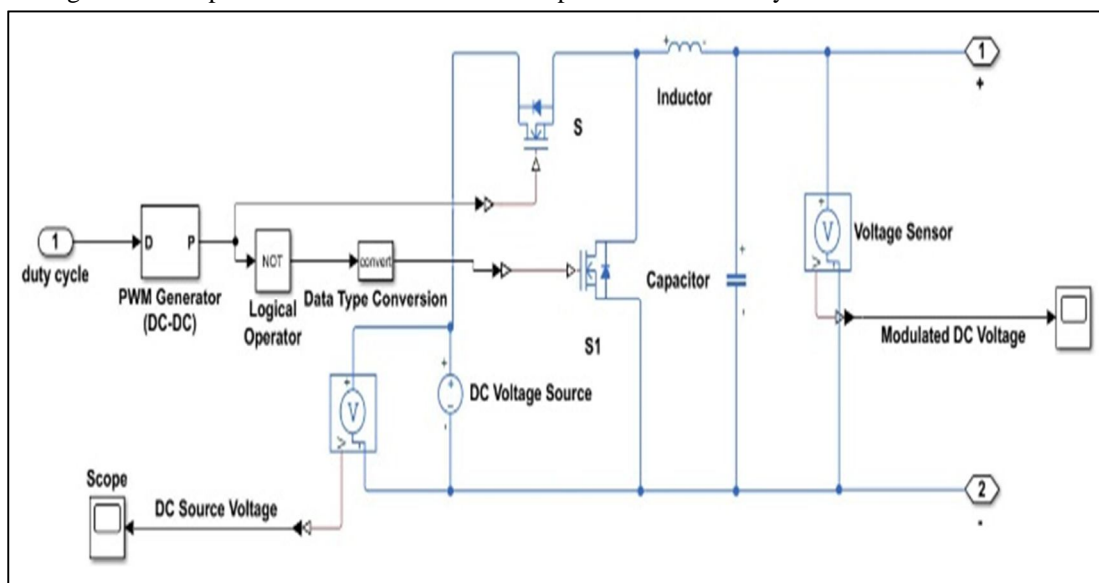 +
-
Inductor
1
+
S
1
duty cycle
D
P
PWM Generator
(DC-DC)
NOT
Logical
Operator
convert
Data Type Conversion
S1
Capacitor
+
-
+
V
V
Voltage Sensor
Modulated DC Voltage
+
V
V
+
-
DC Voltage Source
Scope
DC Source Voltage
2
-